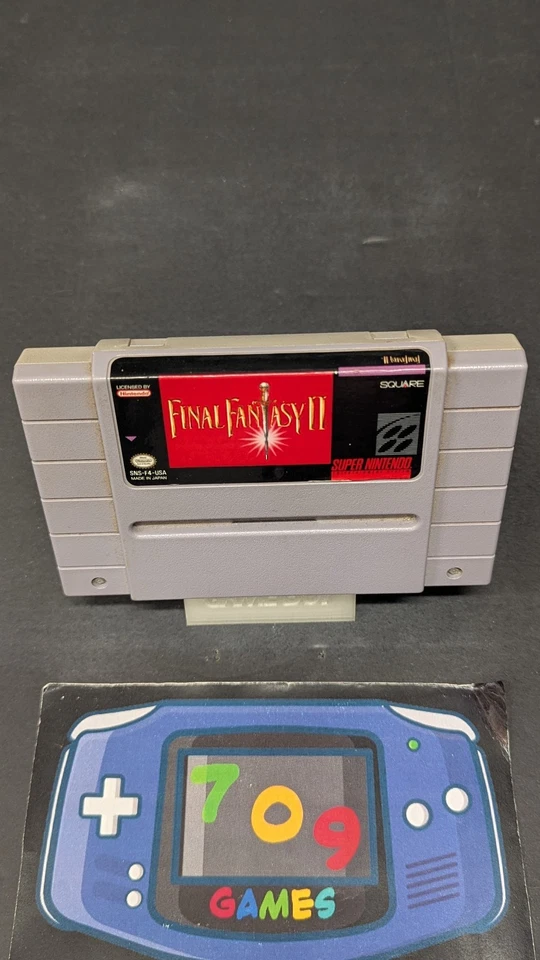 LICENSED BY
Nintendo
FINAL FANTASY II
SQUARE
SNS-F4-USA
MADE IN JAPAN
SUPER NINTENDO
7 0 9
GAMES